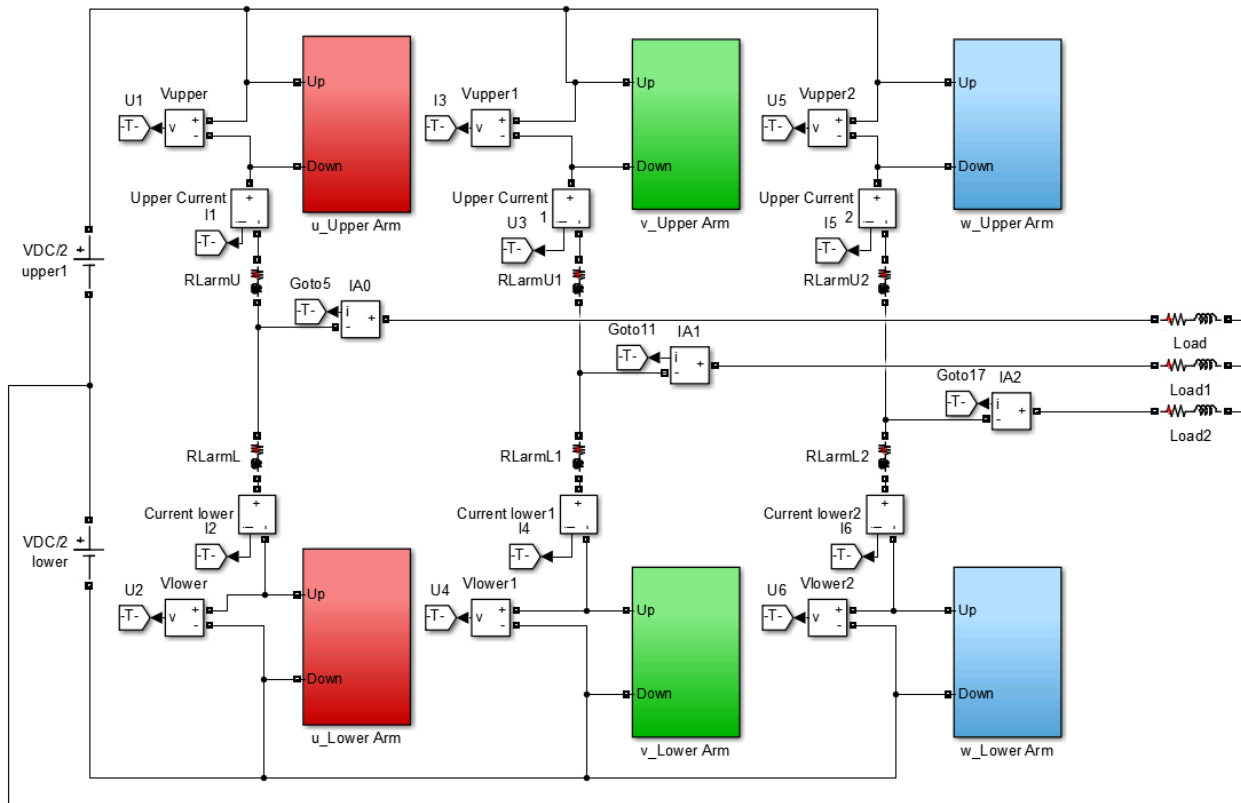 U1
Vupper
-T-
v
+
-
Up
Down
u_Upper Arm
I3
Vupper1
-T-
v
+
-
Up
Down
v_Upper Arm
U5
Vupper2
-T-
v
+
-
Up
Down
w_Upper Arm
Upper Current
I1
-T-
+
i
-
Upper Current
1
U3
-T-
+
i
-
Upper Current
2
I5
-T-
+
i
-
VDC/2
upper1
+
RLarmU
RLarmU1
RLarmU2
Goto5
IA0
-T-
i
-
+
Goto11
IA1
-T-
i
-
+
Goto17
IA2
-T-
i
-
+
Load
Load1
Load2
RLarmL
RLarmL1
RLarmL2
Current lower
I2
-T-
+
i
-
Current lower1
I4
-T-
+
i
-
Current lower2
I6
-T-
+
i
-
VDC/2
lower
+
U2
Vlower
-T-
v
+
-
Up
Down
u_Lower Arm
U4
Vlower1
-T-
v
+
-
Up
Down
v_Lower Arm
U6
Vlower2
-T-
v
+
-
Up
Down
w_Lower Arm